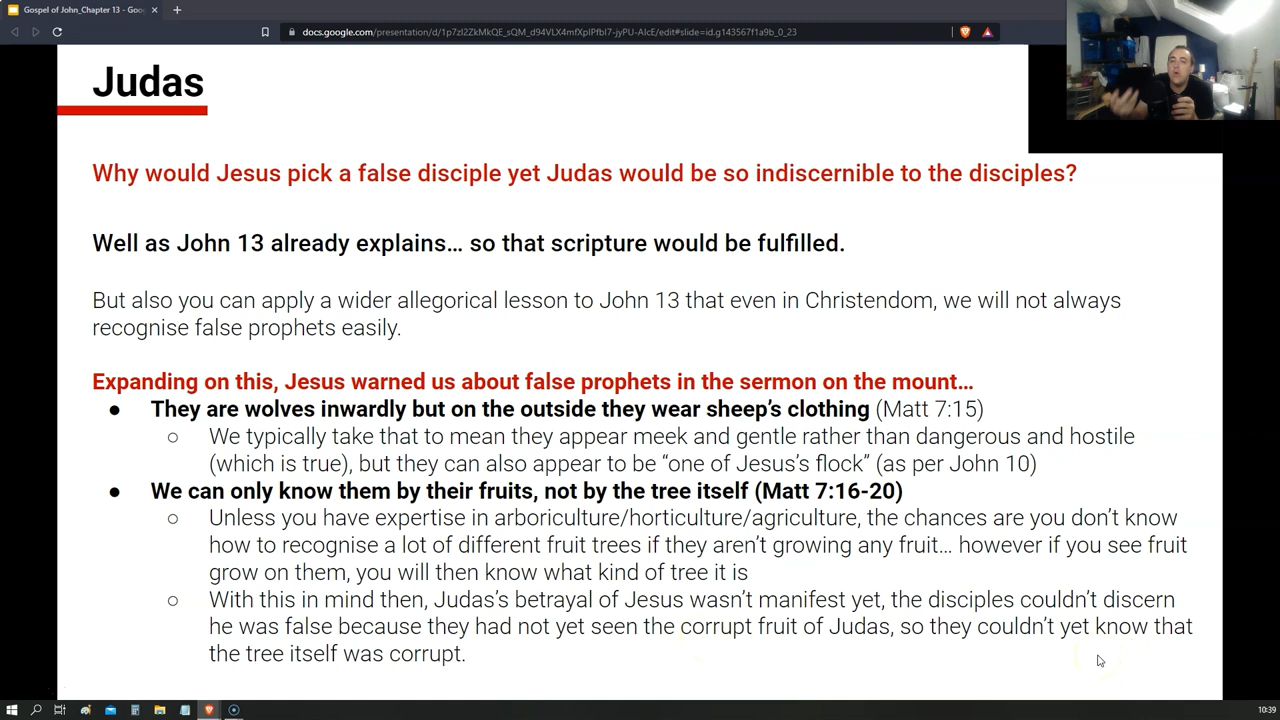 Gospel of John_Chapter 13 - Goo
docs.google.com/presentation/d/1p7zl2ZkMkQE_sQM_d94VLX4mfXpIPfbI7-jyPU-AIcE/edit#slide=id.g143567f1a9b_0_23
Judas
Why would Jesus pick a false disciple yet Judas would be so indiscernible to the disciples?
Well as John 13 already explains… so that scripture would be fulfilled.
But also you can apply a wider allegorical lesson to John 13 that even in Christendom, we will not always
recognise false prophets easily.
Expanding on this, Jesus warned us about false prophets in the sermon on the mount…
● They are wolves inwardly but on the outside they wear sheep's clothing (Matt 7:15)
○ We typically take that to mean they appear meek and gentle rather than dangerous and hostile
(which is true), but they can also appear to be “one of Jesus's flock” (as per John 10)
● We can only know them by their fruits, not by the tree itself (Matt 7:16-20)
○ Unless you have expertise in arboriculture/horticulture/agriculture, the chances are you don't know
how to recognise a lot of different fruit trees if they aren't growing any fruit… however if you see fruit
grow on them, you will then know what kind of tree it is
○ With this in mind then, Judas's betrayal of Jesus wasn't manifest yet, the disciples couldn't discern
he was false because they had not yet seen the corrupt fruit of Judas, so they couldn't yet know that
the tree itself was corrupt.
10:39